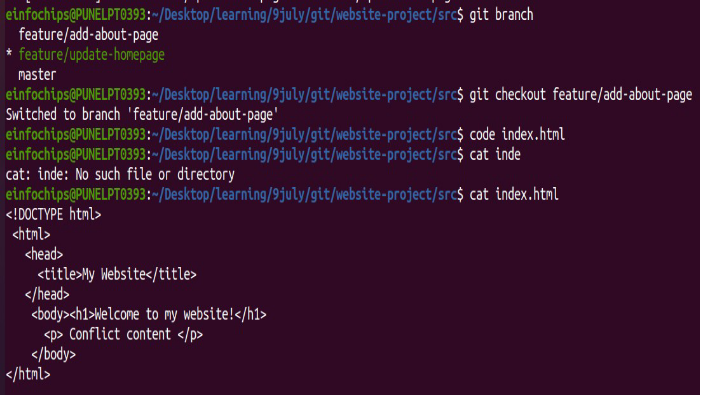 einfochips@PUNELPT0393:~/Desktop/learning/9july/git/website-project/src$ git branch
  feature/add-about-page
* feature/update-homepage
  master
einfochips@PUNELPT0393:~/Desktop/learning/9july/git/website-project/src$ git checkout feature/add-about-page
Switched to branch 'feature/add-about-page'
einfochips@PUNELPT0393:~/Desktop/learning/9july/git/website-project/src$ code index.html
einfochips@PUNELPT0393:~/Desktop/learning/9july/git/website-project/src$ cat inde
cat: inde: No such file or directory
einfochips@PUNELPT0393:~/Desktop/learning/9july/git/website-project/src$ cat index.html
<!DOCTYPE html>
 <html>
   <head>
     <title>My Website</title>
   </head>
    <body><h1>Welcome to my website!</h1>
      <p> Conflict content </p>
    </body>
</html>